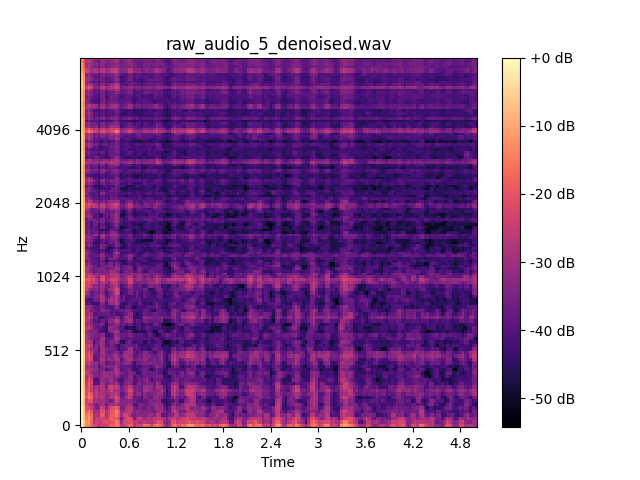 raw_audio_5_denoised.wav
+0 dB
4096
-10 dB
2048
-20 dB
Hz
1024
-30 dB
512
-40 dB
0
-50 dB
0 0.6 1.2 1.8 2.4 3 3.6 4.2 4.8
Time